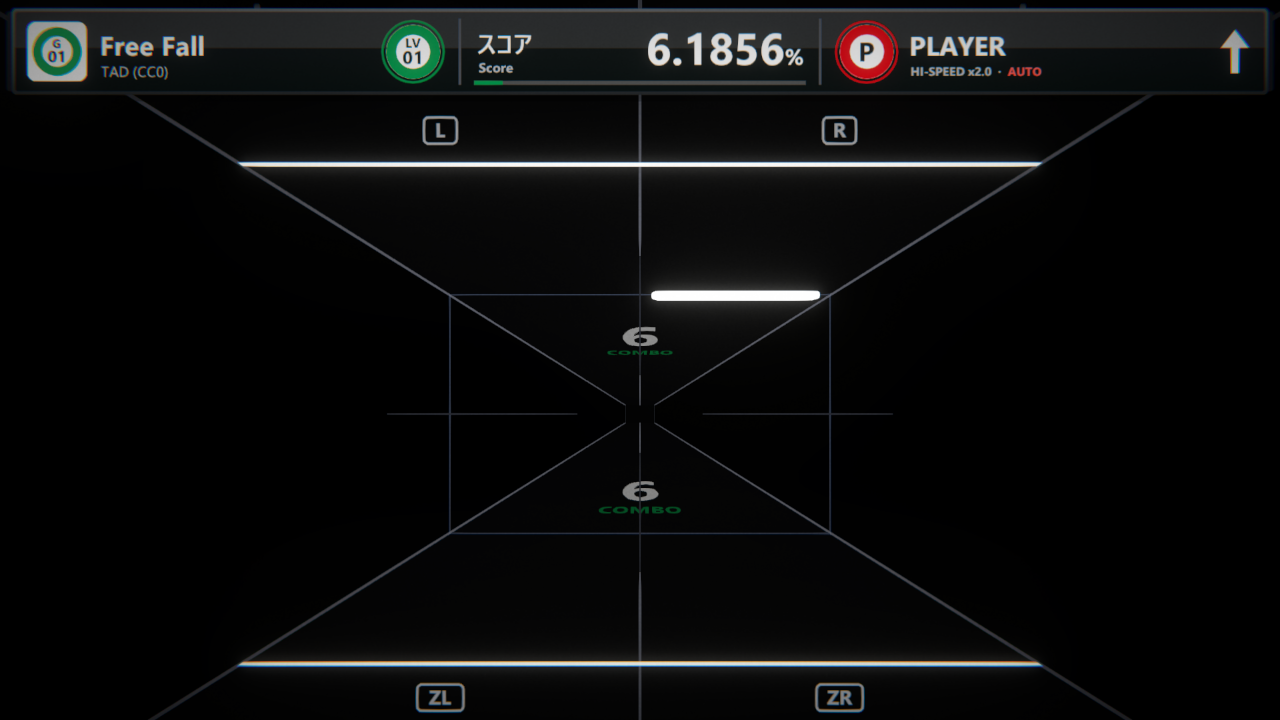 G
01
Free Fall
TAD (CC0)
LV
01
スコア
Score
6.1856%
P
PLAYER
HI-SPEED x2.0 · AUTO
L
R
6
COMBO
6
COMBO
ZL
ZR